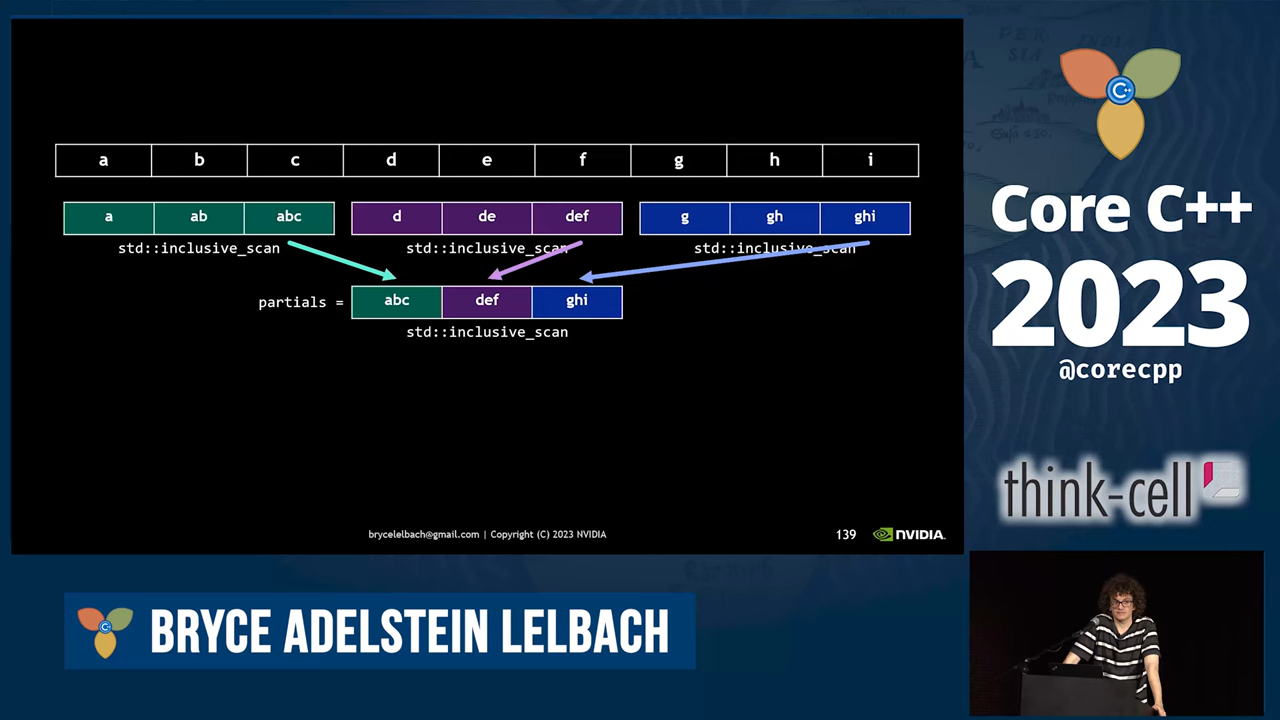 a b c d e f g h i
a ab abc d de def g gh ghi
std::inclusive_scan std::inclusive_scan std::inclusive_scan
partials = abc def ghi
std::inclusive_scan
brycelelbach@gmail.com | Copyright (C) 2023 NVIDIA
139
NVIDIA.
C++
Core C++
2023
@corecpp
think-cell
C++
BRYCE ADELSTEIN LELBACH